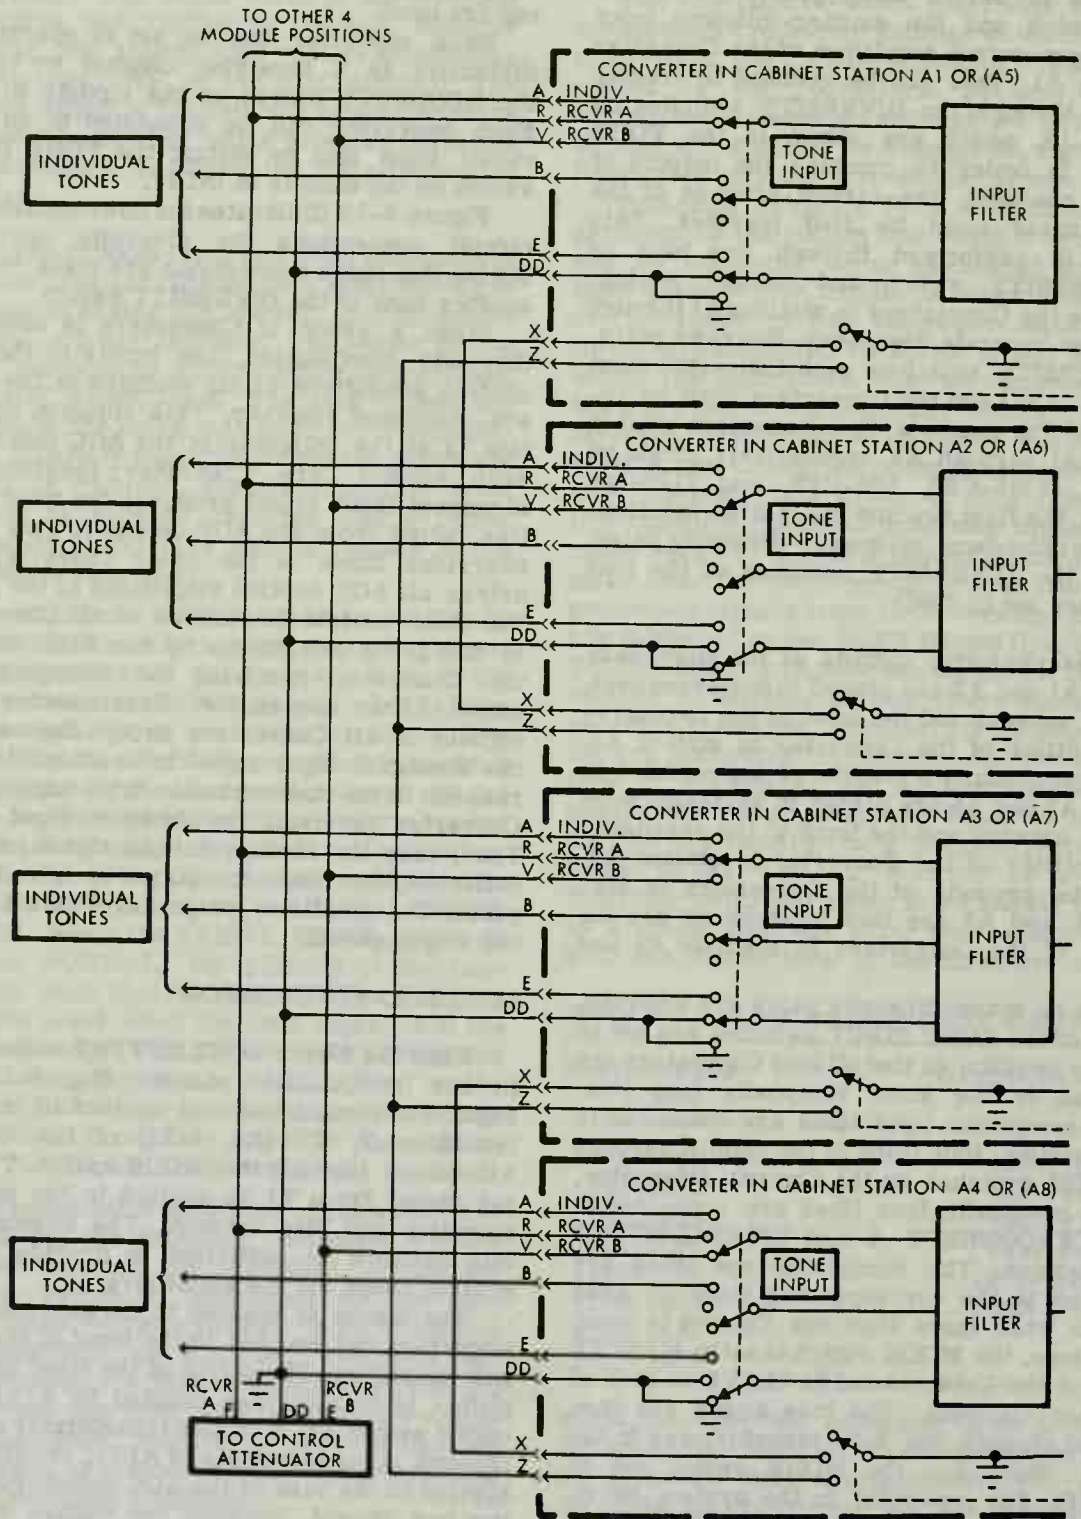 TO OTHER 4
MODULE POSITIONS
CONVERTER IN CABINET STATION A1 OR (A5)
A INDIV.
R RCVR A
V RCVR B
INDIVIDUAL
TONES
TONE
INPUT
INPUT
FILTER
B
E
DD
X
Z
CONVERTER IN CABINET STATION A2 OR (A6)
A INDIV.
R RCVR A
V RCVR B
INDIVIDUAL
TONES
TONE
INPUT
INPUT
FILTER
B
E
DD
X
Z
CONVERTER IN CABINET STATION A3 OR (A7)
A INDIV.
R RCVR A
V RCVR B
INDIVIDUAL
TONES
TONE
INPUT
INPUT
FILTER
B
E
DD
X
Z
CONVERTER IN CABINET STATION A4 OR (A8)
A INDIV.
R RCVR A
V RCVR B
INDIVIDUAL
TONES
TONE
INPUT
INPUT
FILTER
B
E
DD
RCVR
A F
DD
RCVR
B
E
TO CONTROL
ATTENUATOR
X
Z